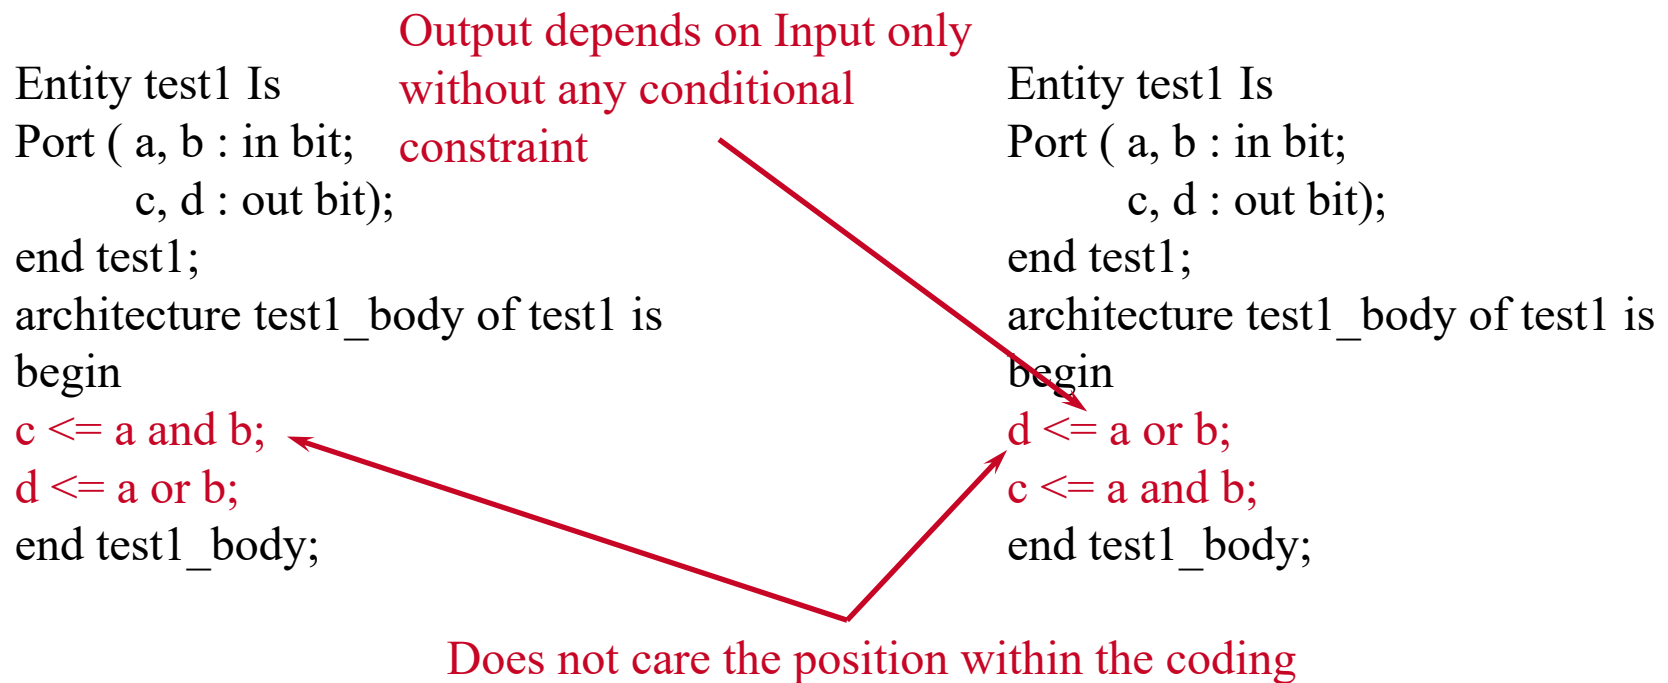 Output depends on Input only
without any conditional
constraint
Entity test1 Is
Port ( a, b : in bit;
c, d : out bit);
end test1;
architecture test1_body of test1 is
begin
c <= a and b;
d <= a or b;
end test1_body;
Entity test1 Is
Port ( a, b : in bit;
c, d : out bit);
end test1;
architecture test1_body of test1 is
begin
d <= a or b;
c <= a and b;
end test1_body;
Does not care the position within the coding